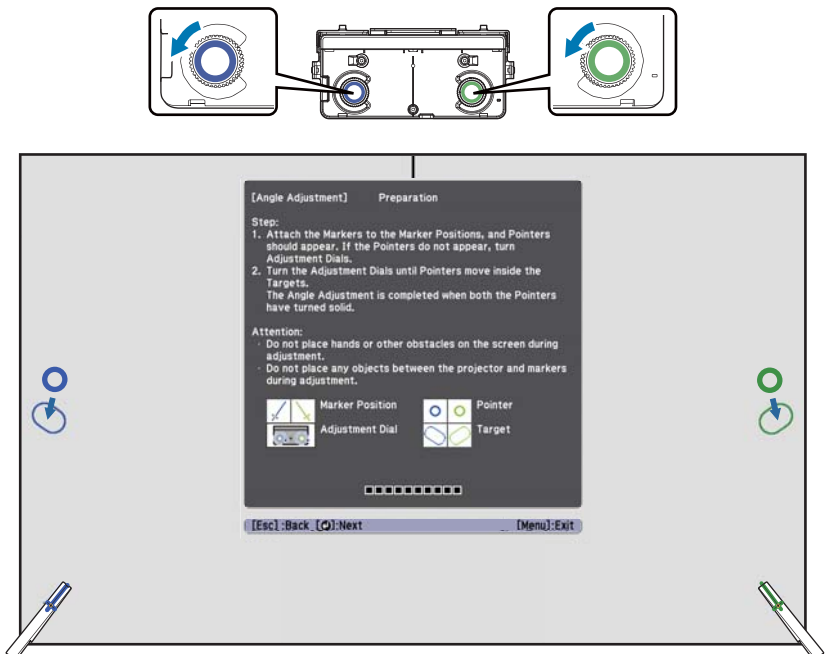 [Angle Adjustment] Preparation
Step:
1. Attach the Markers to the Marker Positions, and Pointers
should appear. If the Pointers do not appear, turn
Adjustment Dials.
2. Turn the Adjustment Dials until Pointers move inside the
Targets.
The Angle Adjustment is completed when both the Pointers
have turned solid.
Attention:
· Do not place hands or other obstacles on the screen during
adjustment.
· Do not place any objects between the projector and markers
during adjustment.
Marker Position
Pointer
Adjustment Dial
Target
[Esc] :Back [ ]:Next
[Menu]:Exit